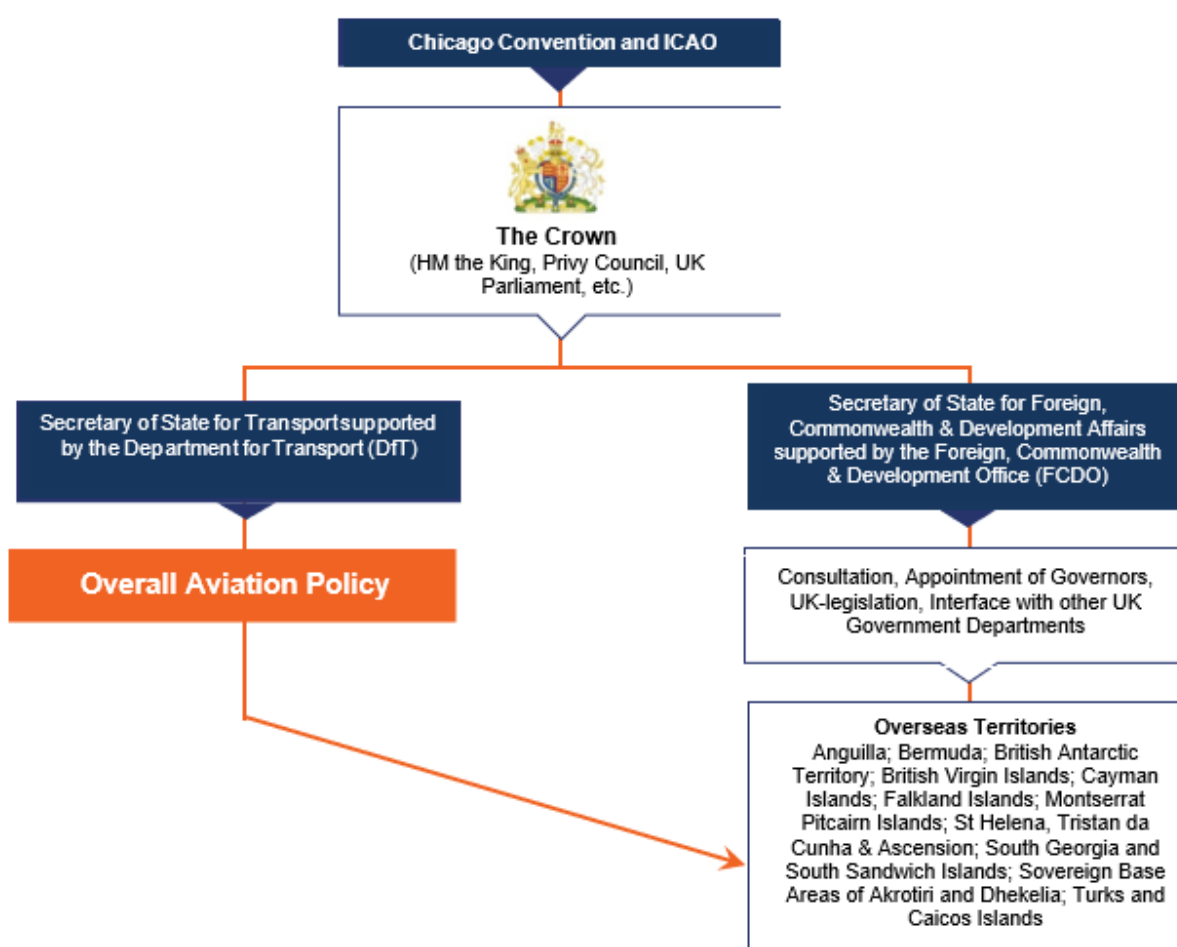 Chicago Convention and ICAO
The Crown
(HM the King, Privy Council, UK
Parliament, etc.)
Secretary of State for Transport supported
by the Department for Transport (DfT)
Secretary of State for Foreign,
Commonwealth & Development Affairs
supported by the Foreign, Commonwealth
& Development Office (FCDO)
Overall Aviation Policy
Consultation, Appointment of Governors,
UK-legislation, Interface with other UK
Government Departments
Overseas Territories
Anguilla; Bermuda; British Antarctic
Territory; British Virgin Islands; Cayman
Islands; Falkland Islands; Montserrat
Pitcairn Islands; St Helena, Tristan da
Cunha & Ascension; South Georgia and
South Sandwich Islands; Sovereign Base
Areas of Akrotiri and Dhekelia; Turks and
Caicos Islands